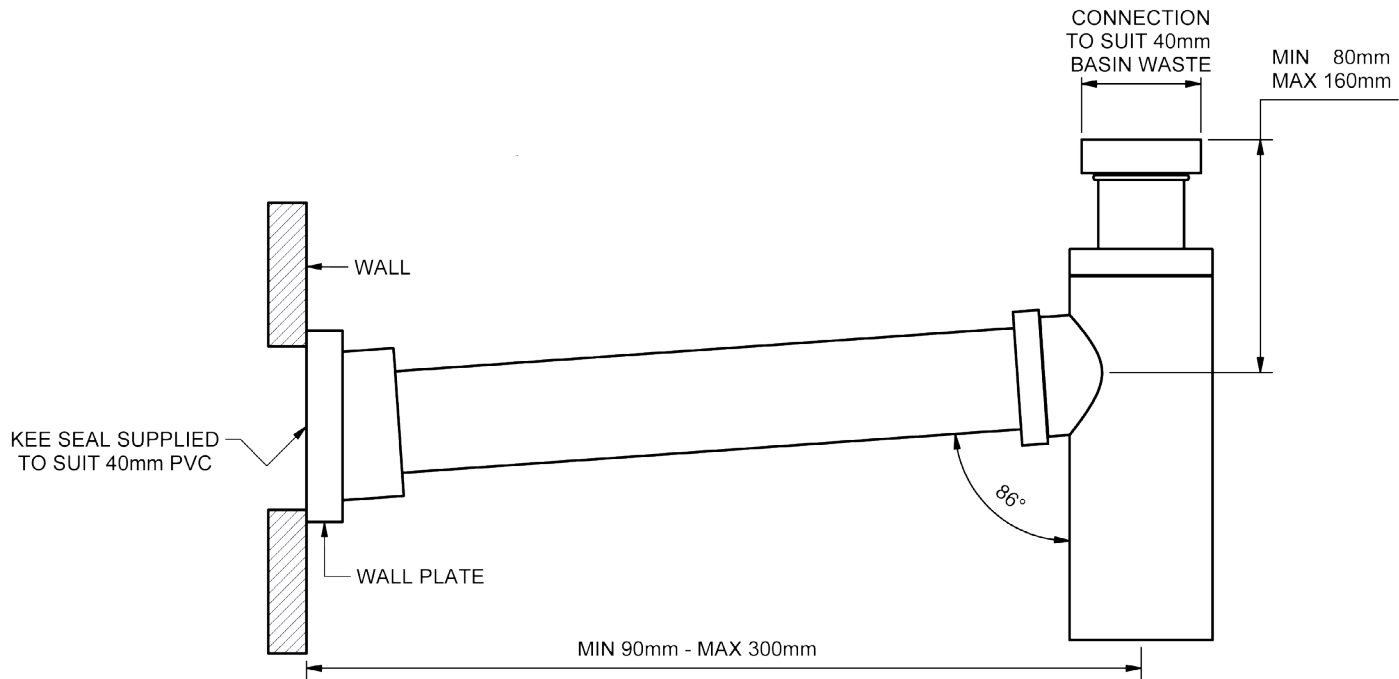 CONNECTION
TO SUIT 40mm
BASIN WASTE
MIN 80mm
MAX 160mm
WALL
KEE SEAL SUPPLIED
TO SUIT 40mm PVC
86°
WALL PLATE
MIN 90mm - MAX 300mm